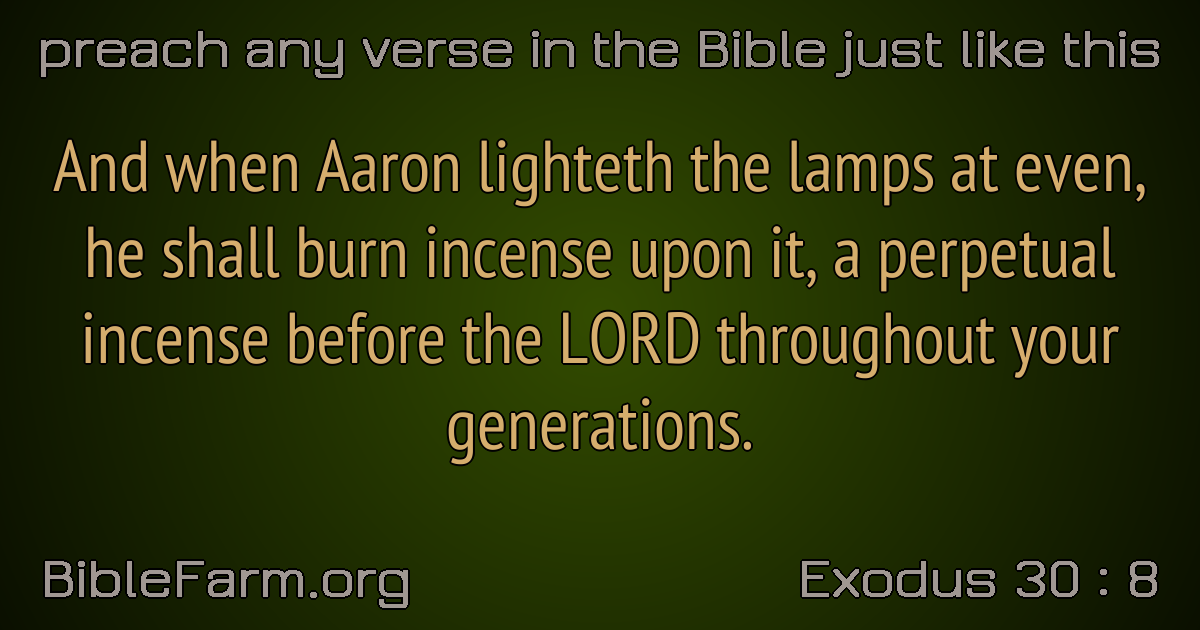 preach any verse in the Bible just like this
And when Aaron lighteth the lamps at even,
he shall burn incense upon it, a perpetual
incense before the LORD throughout your
generations.
BibleFarm.org
Exodus 30 : 8